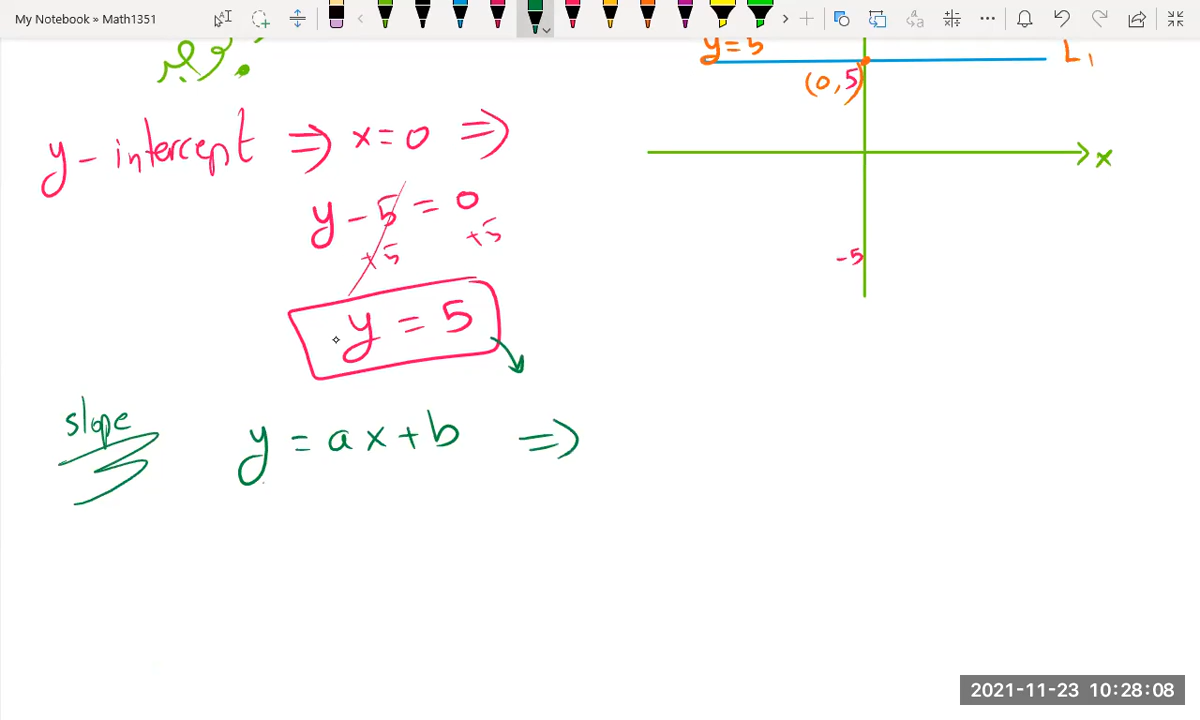 My Notebook » Math1351
y = 5
L1
(0,5)
y - intercept ⇒ x = 0 ⇒
x
y - 5 = 0
+5 +5
-5
y = 5
slope
y = ax + b ⇒
2021-11-23 10:28:08